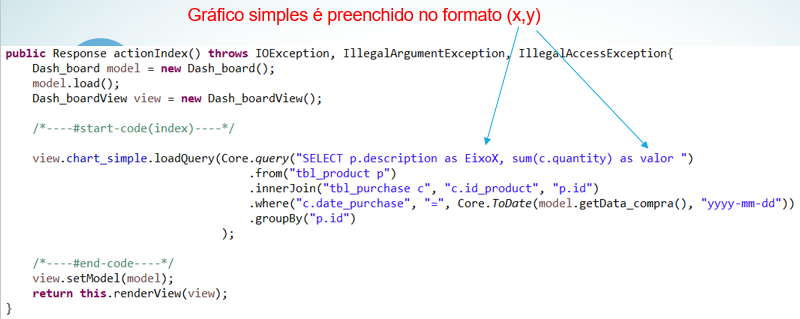 Gráfico simples é preenchido no formato (x,y)
public Response actionIndex() throws IOException, IllegalArgumentException, IllegalAccessException{
    Dash_board model = new Dash_board();
    model.load();
    Dash_boardView view = new Dash_boardView();

    /*----#start-code(index)----*/

    view.chart_simple.loadQuery(Core.query("SELECT p.description as EixoX, sum(c.quantity) as valor ")
                                    .from("tbl_product p")
                                    .innerJoin("tbl_purchase c", "c.id_product", "p.id")
                                    .where("c.date_purchase", "=", Core.ToDate(model.getData_compra(), "yyyy-mm-dd"))
                                    .groupBy("p.id")
                                );

    /*----#end-code----*/
    view.setModel(model);
    return this.renderView(view);
}